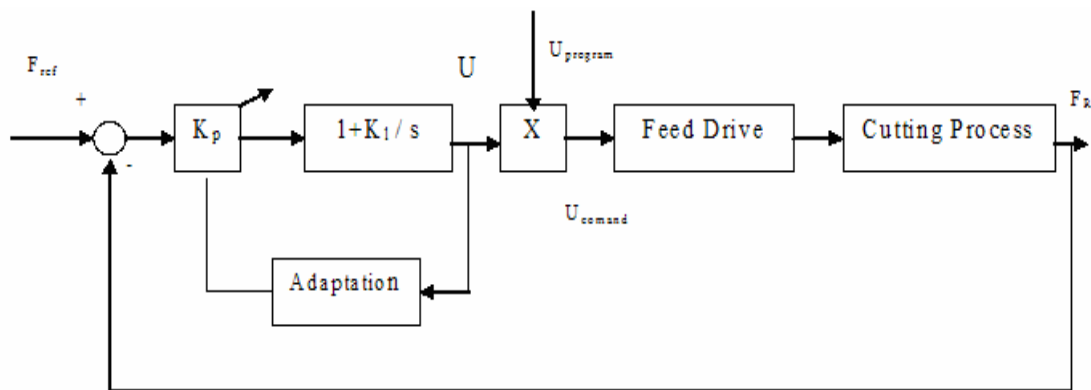 F_ref
+
-
K_p
1+K_1 / s
U
X
U_program
U_comand
Feed Drive
Cutting Process
F_R
Adaptation